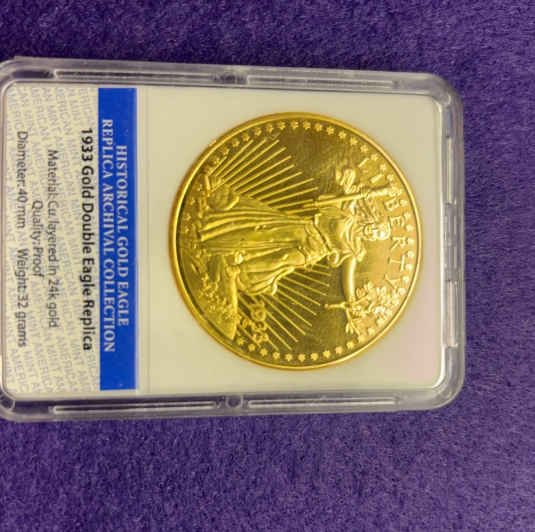 LIBERTY
1933
HISTORICAL GOLD EAGLE
REPLICA ARCHIVAL COLLECTION
1933 Gold Double Eagle Replica
Material: Cu layered in 24k gold
Quality: Proof
Diameter: 40 mm Weight: 32 grams